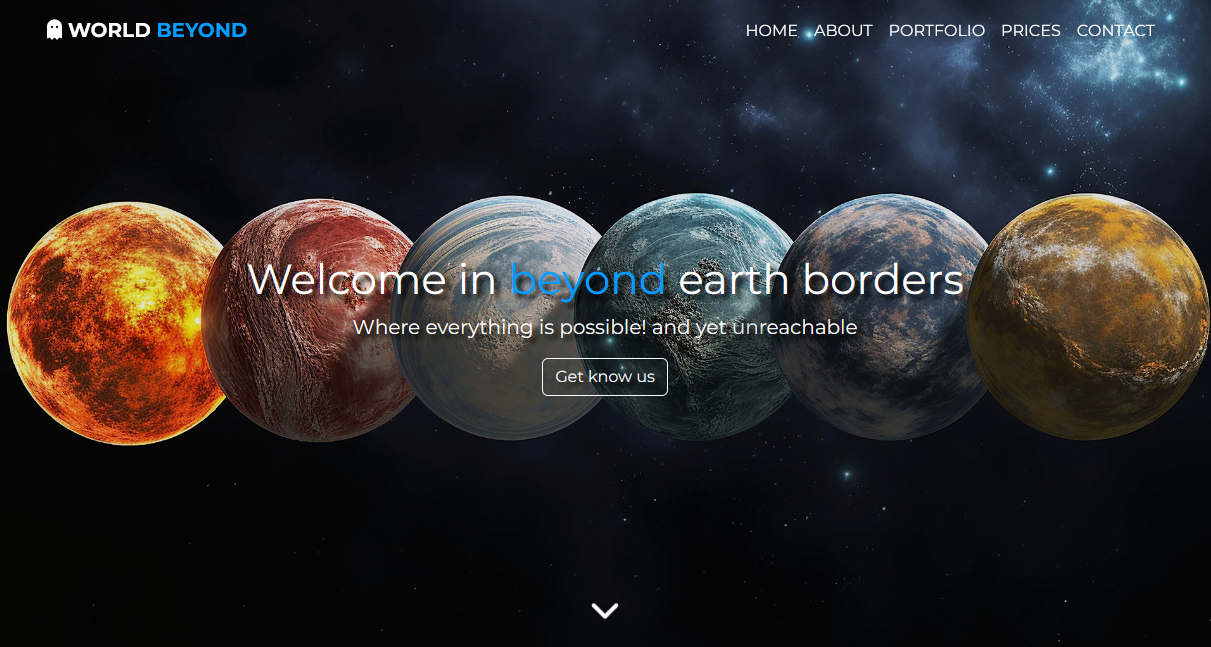 WORLD BEYOND
HOME ABOUT PORTFOLIO PRICES CONTACT
Welcome in beyond earth borders
Where everything is possible! and yet unreachable
Get know us